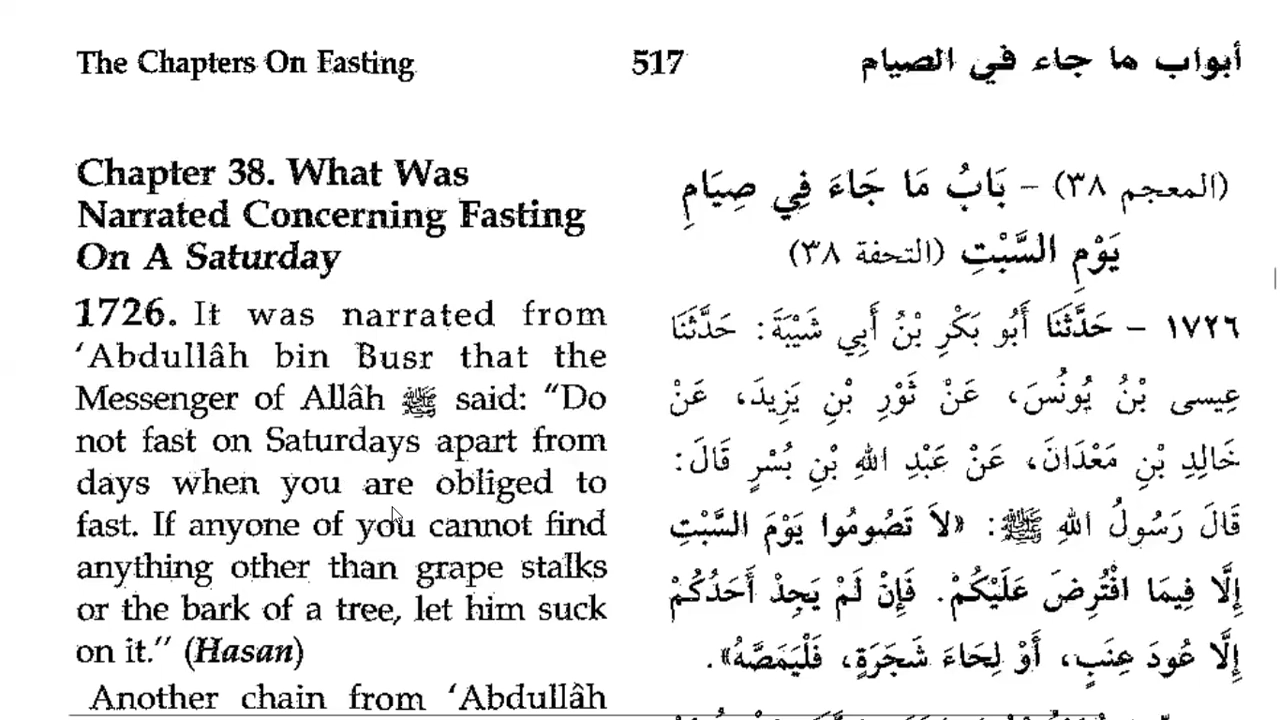 The Chapters On Fasting 517 أبواب ما جاء في الصيام
Chapter 38. What Was
Narrated Concerning Fasting
On A Saturday
1726. It was narrated from
‘Abdullâh bin Busr that the
Messenger of Allâh ﷺ said: “Do
not fast on Saturdays apart from
days when you are obliged to
fast. If anyone of you cannot find
anything other than grape stalks
or the bark of a tree, let him suck
on it.” (Hasan)
Another chain from ‘Abdullâh
(المعجم ٣٨) – بَابُ مَا جَاءَ فِي صِيَامِ
يَوْمِ السَّبْتِ (التحفة ٣٨)
١٧٢٦ – حَدَّثَنَا أَبُو بَكْرِ بْنُ أَبِي شَيْبَةَ: حَدَّثَنَا
عِيسى بْنُ يُونُسَ، عَنْ ثَوْرِ بْنِ يَزِيدَ، عَنْ
خَالِدِ بْنِ مَعْدَانَ، عَنْ عَبْدِ اللهِ بْنِ بُسْرٍ قَالَ:
قَالَ رَسُولُ اللهِ ﷺ: «لاَ تَصُومُوا يَوْمَ السَّبْتِ
إِلَّا فِيمَا افْتُرِضَ عَلَيْكُمْ. فَإِنْ لَمْ يَجِدْ أَحَدُكُمْ
إِلَّا عُودَ عِنَبٍ، أَوْ لِحَاءَ شَجَرَةٍ، فَلْيَمَصَّهُ».